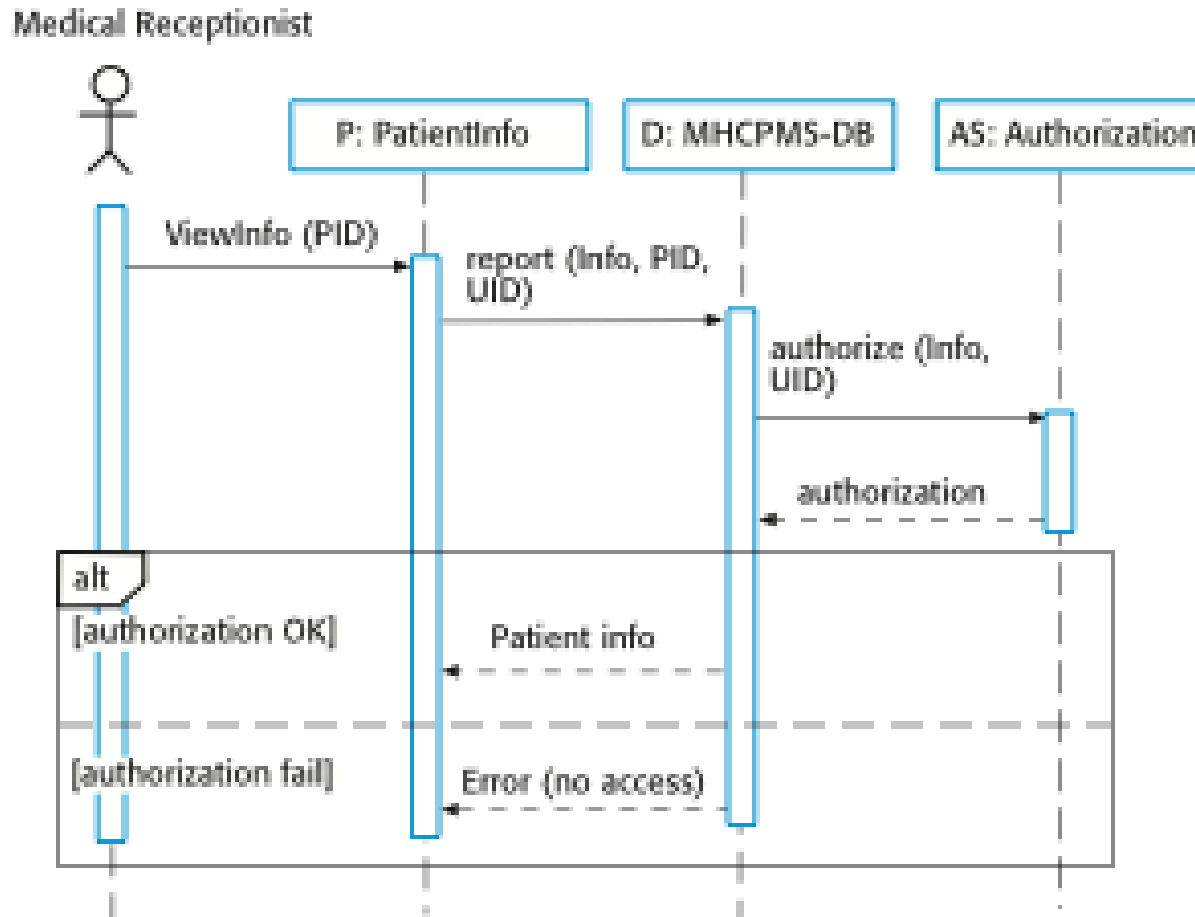 Medical Receptionist
P: PatientInfo
D: MHCPMS-DB
AS: Authorization
ViewInfo (PID)
report (Info, PID,
UID)
authorize (Info,
UID)
authorization
alt
[authorization OK]
Patient info
[authorization fail]
Error (no access)